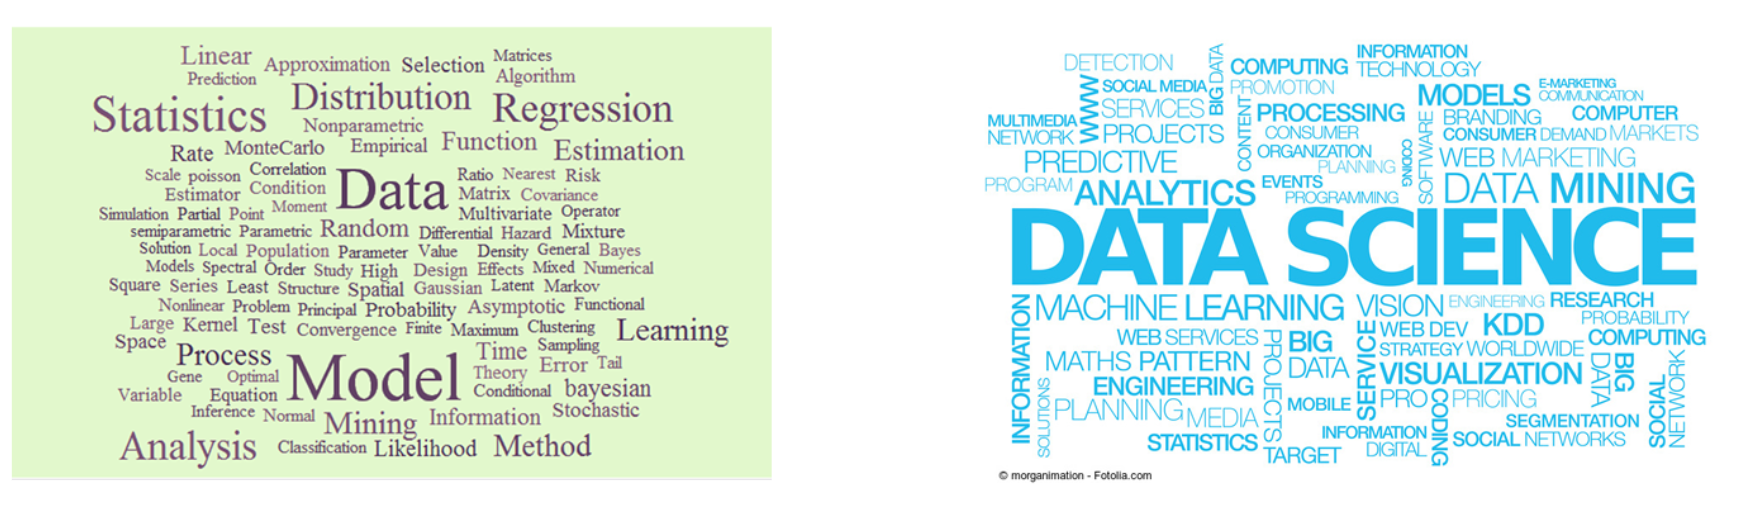 Linear Approximation Selection Matrices
Prediction Algorithm
Statistics Distribution Regression
Nonparametric
Rate MonteCarlo Empirical Function Estimation
Scale poisson Correlation Data Ratio Nearest Risk
Estimator Condition Matrix Covariance
Simulation Partial Point Moment Multivariate Operator
semiparametric Parametric Random Differential Hazard Mixture
Solution Local Population Parameter Value Density General Bayes
Models Spectral Order Study High Design Effects Mixed Numerical
Square Series Least Structure Spatial Gaussian Latent Markov
Nonlinear Problem Principal Probability Asymptotic Functional
Large Kernel Test Convergence Finite Maximum Clustering Learning
Space Process Model Time Sampling
Gene Optimal Theory Error Tail
Variable Equation Conditional bayesian
Inference Normal Mining Information Stochastic
Analysis Classification Likelihood Method
DETECTION BIG DATA COMPUTING INFORMATION
TECHNOLOGY
WWW SOCIAL MEDIA PROMOTION MODELS E-MARKETING
COMMUNICATION
MULTIMEDIA SERVICES CONTENT PROCESSING SOFTWARE BRANDING COMPUTER
NETWORK PROJECTS CONSUMER CODING CONSUMER DEMAND MARKETS
PREDICTIVE ORGANIZATION PLANNING WEB MARKETING
PROGRAM ANALYTICS EVENTS PROGRAMMING DATA MINING
DATA SCIENCE
INFORMATION MACHINE LEARNING VISION ENGINEERING RESEARCH
PROBABILITY
WEB SERVICES PROJECTS BIG SERVICE WEB DEV KDD COMPUTING
MATHS PATTERN DATA STRATEGY WORLDWIDE DATA BIG
SOLUTIONS ENGINEERING VISUALIZATION SOCIAL NETWORK
PLANNING MEDIA MOBILE PRO CODING PRICING
STATISTICS INFORMATION SEGMENTATION
TARGET DIGITAL SOCIAL NETWORKS
© morganimation - Fotolia.com